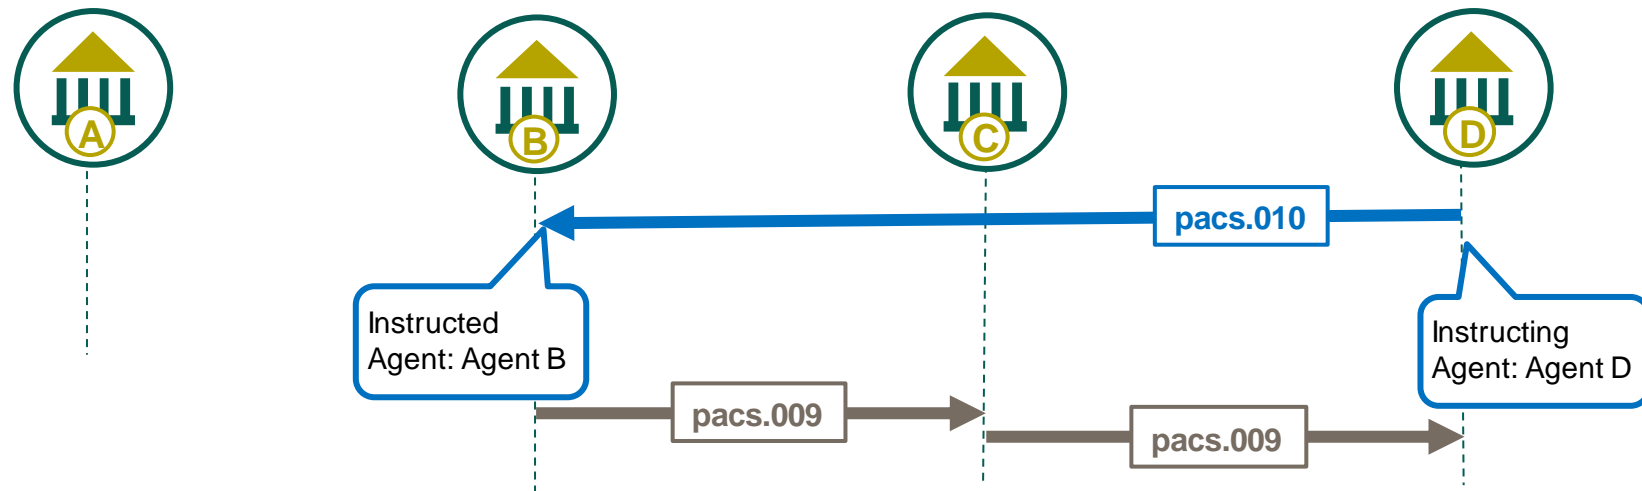 A
B
C
D
pacs.010
Instructed
Agent: Agent B
Instructing
Agent: Agent D
pacs.009
pacs.009